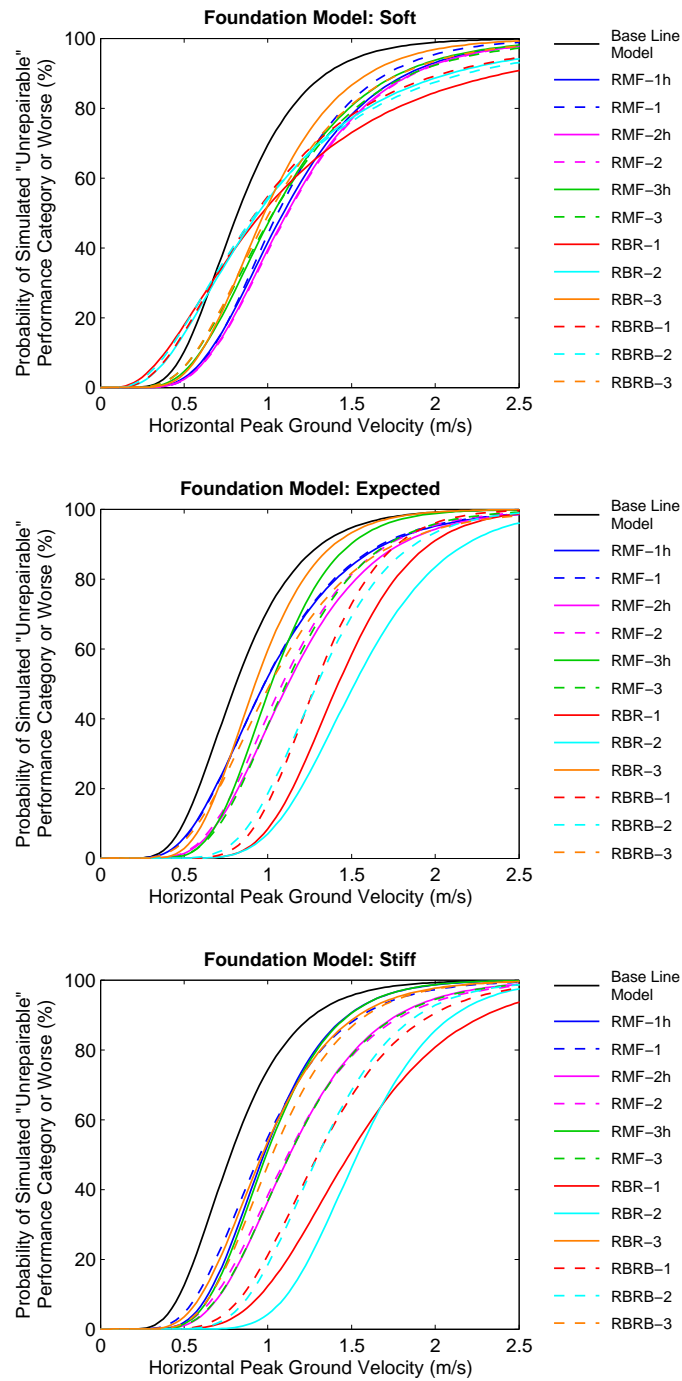 Foundation Model: Soft
Probability of Simulated "Unrepairable"
Performance Category or Worse (%)
100
80
60
40
20
0
0
0.5
1
1.5
2
2.5
Horizontal Peak Ground Velocity (m/s)
Base Line
Model
RMF−1h
RMF−1
RMF−2h
RMF−2
RMF−3h
RMF−3
RBR−1
RBR−2
RBR−3
RBRB−1
RBRB−2
RBRB−3
Foundation Model: Expected
Probability of Simulated "Unrepairable"
Performance Category or Worse (%)
100
80
60
40
20
0
0
0.5
1
1.5
2
2.5
Horizontal Peak Ground Velocity (m/s)
Base Line
Model
RMF−1h
RMF−1
RMF−2h
RMF−2
RMF−3h
RMF−3
RBR−1
RBR−2
RBR−3
RBRB−1
RBRB−2
RBRB−3
Foundation Model: Stiff
Probability of Simulated "Unrepairable"
Performance Category or Worse (%)
100
80
60
40
20
0
0
0.5
1
1.5
2
2.5
Horizontal Peak Ground Velocity (m/s)
Base Line
Model
RMF−1h
RMF−1
RMF−2h
RMF−2
RMF−3h
RMF−3
RBR−1
RBR−2
RBR−3
RBRB−1
RBRB−2
RBRB−3